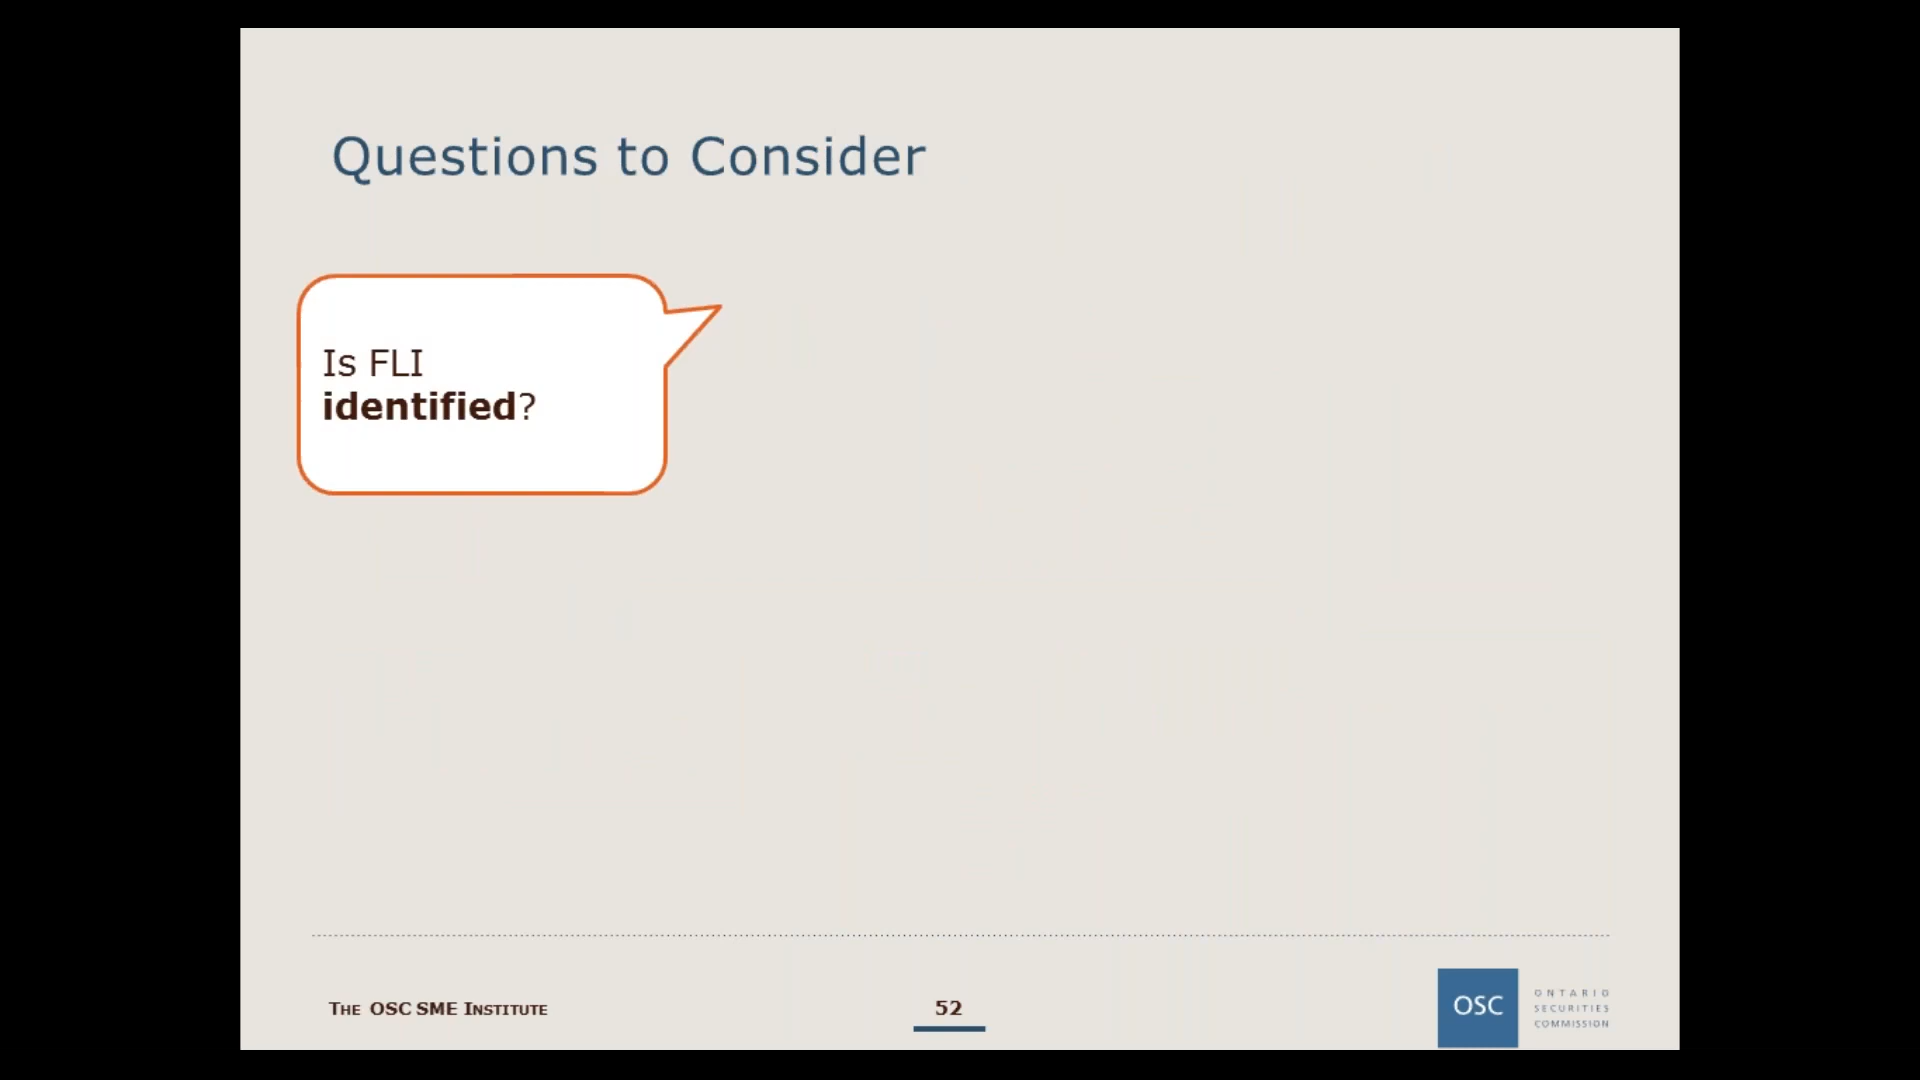 Questions to Consider
Is FLI
identified?
THE OSC SME INSTITUTE
52
OSC
ONTARIO
SECURITIES
COMMISSION